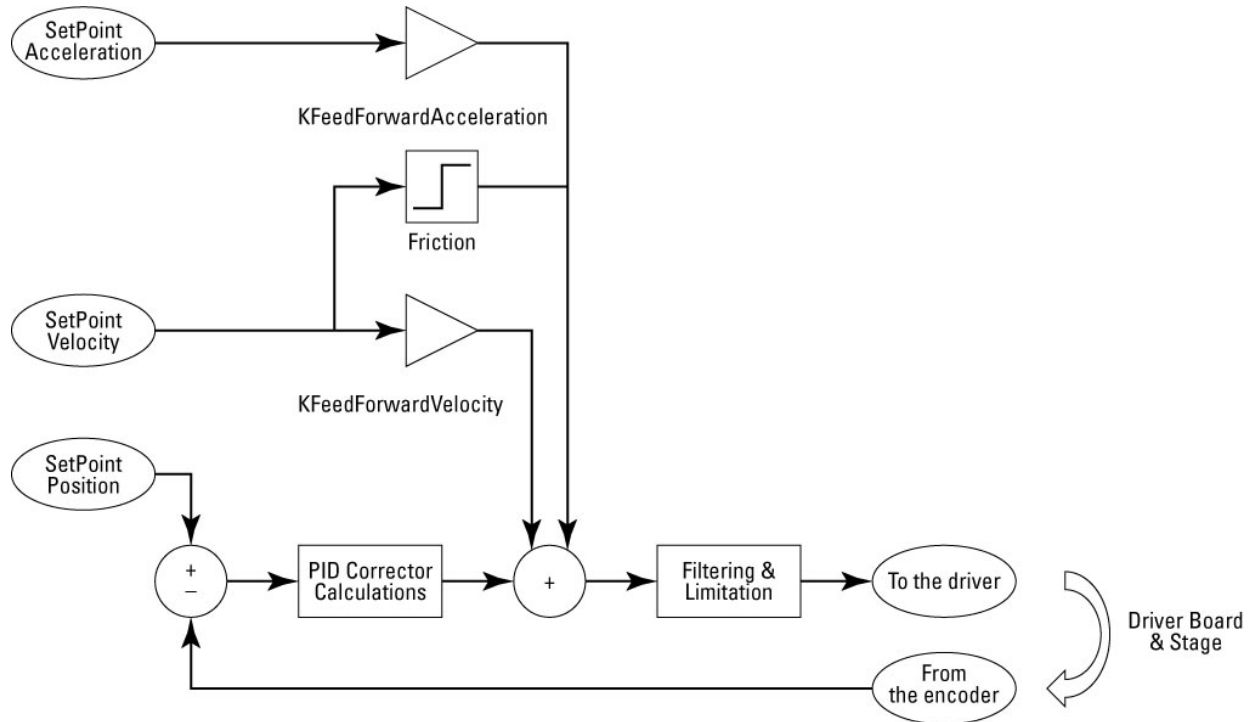 SetPoint
Acceleration
KFeedForwardAcceleration
Friction
SetPoint
Velocity
KFeedForwardVelocity
SetPoint
Position
+
–
PID Corrector
Calculations
+
Filtering &
Limitation
To the driver
Driver Board
& Stage
From
the encoder